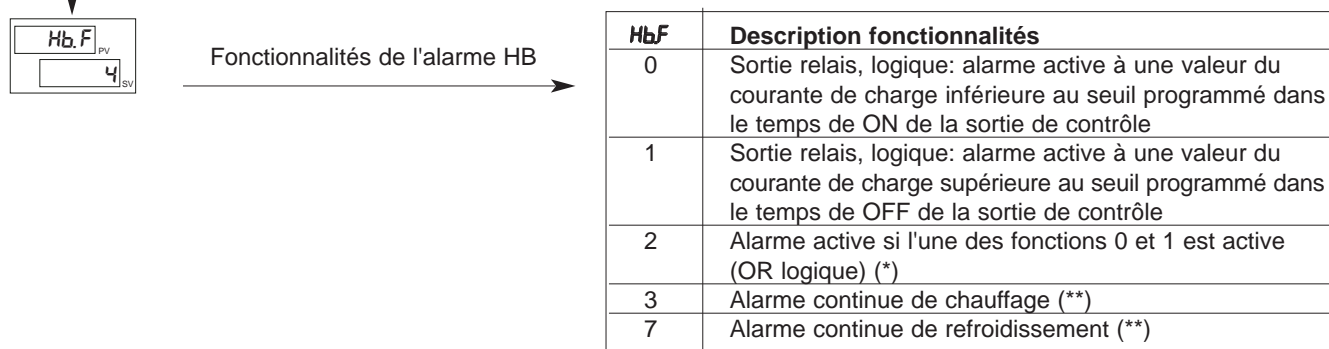 Hb.F
PV
4
SV
Fonctionnalités de l'alarme HB
Hb.F Description fonctionnalités
0 Sortie relais, logique: alarme active à une valeur du
courante de charge inférieure au seuil programmé dans
le temps de ON de la sortie de contrôle
1 Sortie relais, logique: alarme active à une valeur du
courante de charge supérieure au seuil programmé dans
le temps de OFF de la sortie de contrôle
2 Alarme active si l'une des fonctions 0 et 1 est active
(OR logique) (*)
3 Alarme continue de chauffage (**)
7 Alarme continue de refroidissement (**)